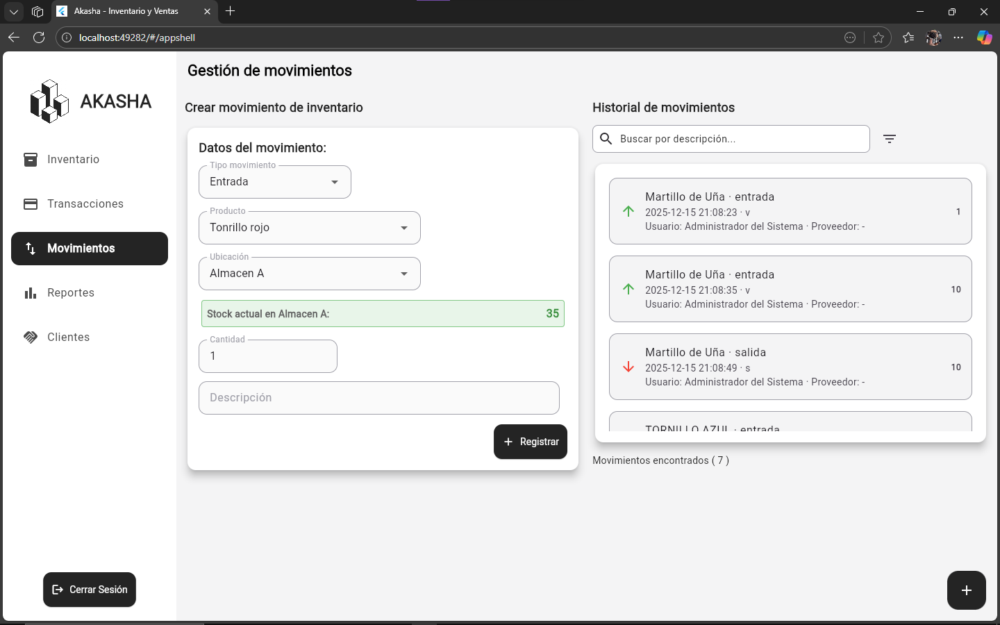 Akasha - Inventario y Ventas
localhost:49282/#/appshell
AKASHA
Inventario
Transacciones
Movimientos
Reportes
Clientes
Cerrar Sesión
Gestión de movimientos
Crear movimiento de inventario
Datos del movimiento:
Tipo movimiento
Entrada
Producto
Tonrillo rojo
Ubicación
Almacen A
Stock actual en Almacen A: 35
Cantidad
1
Descripción
+ Registrar
Historial de movimientos
Buscar por descripción...
Martillo de Uña · entrada
2025-12-15 21:08:23 · v
1
Usuario: Administrador del Sistema · Proveedor: -
Martillo de Uña · entrada
2025-12-15 21:08:35 · v
10
Usuario: Administrador del Sistema · Proveedor: -
Martillo de Uña · salida
2025-12-15 21:08:49 · s
10
Usuario: Administrador del Sistema · Proveedor: -
TORNILLO AZUL · entrada
Movimientos encontrados ( 7 )